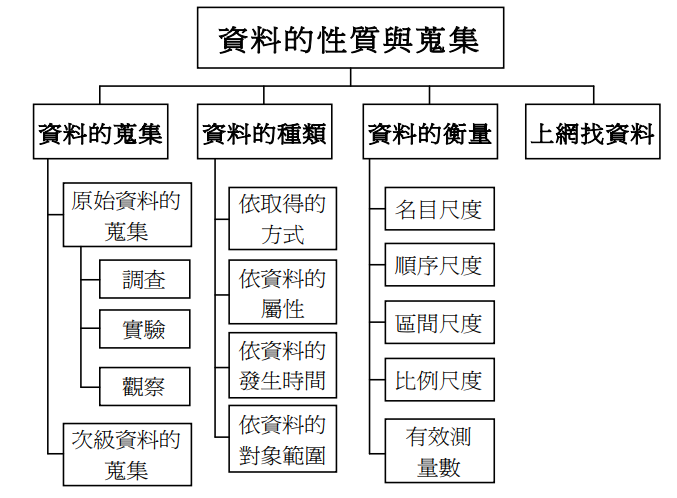 資料的性質與蒐集
資料的蒐集
原始資料的
蒐集
調查
實驗
觀察
次級資料的
蒐集
資料的種類
依取得的
方式
依資料的
屬性
依資料的
發生時間
依資料的
對象範圍
資料的衡量
名目尺度
順序尺度
區間尺度
比例尺度
有效測
量數
上網找資料